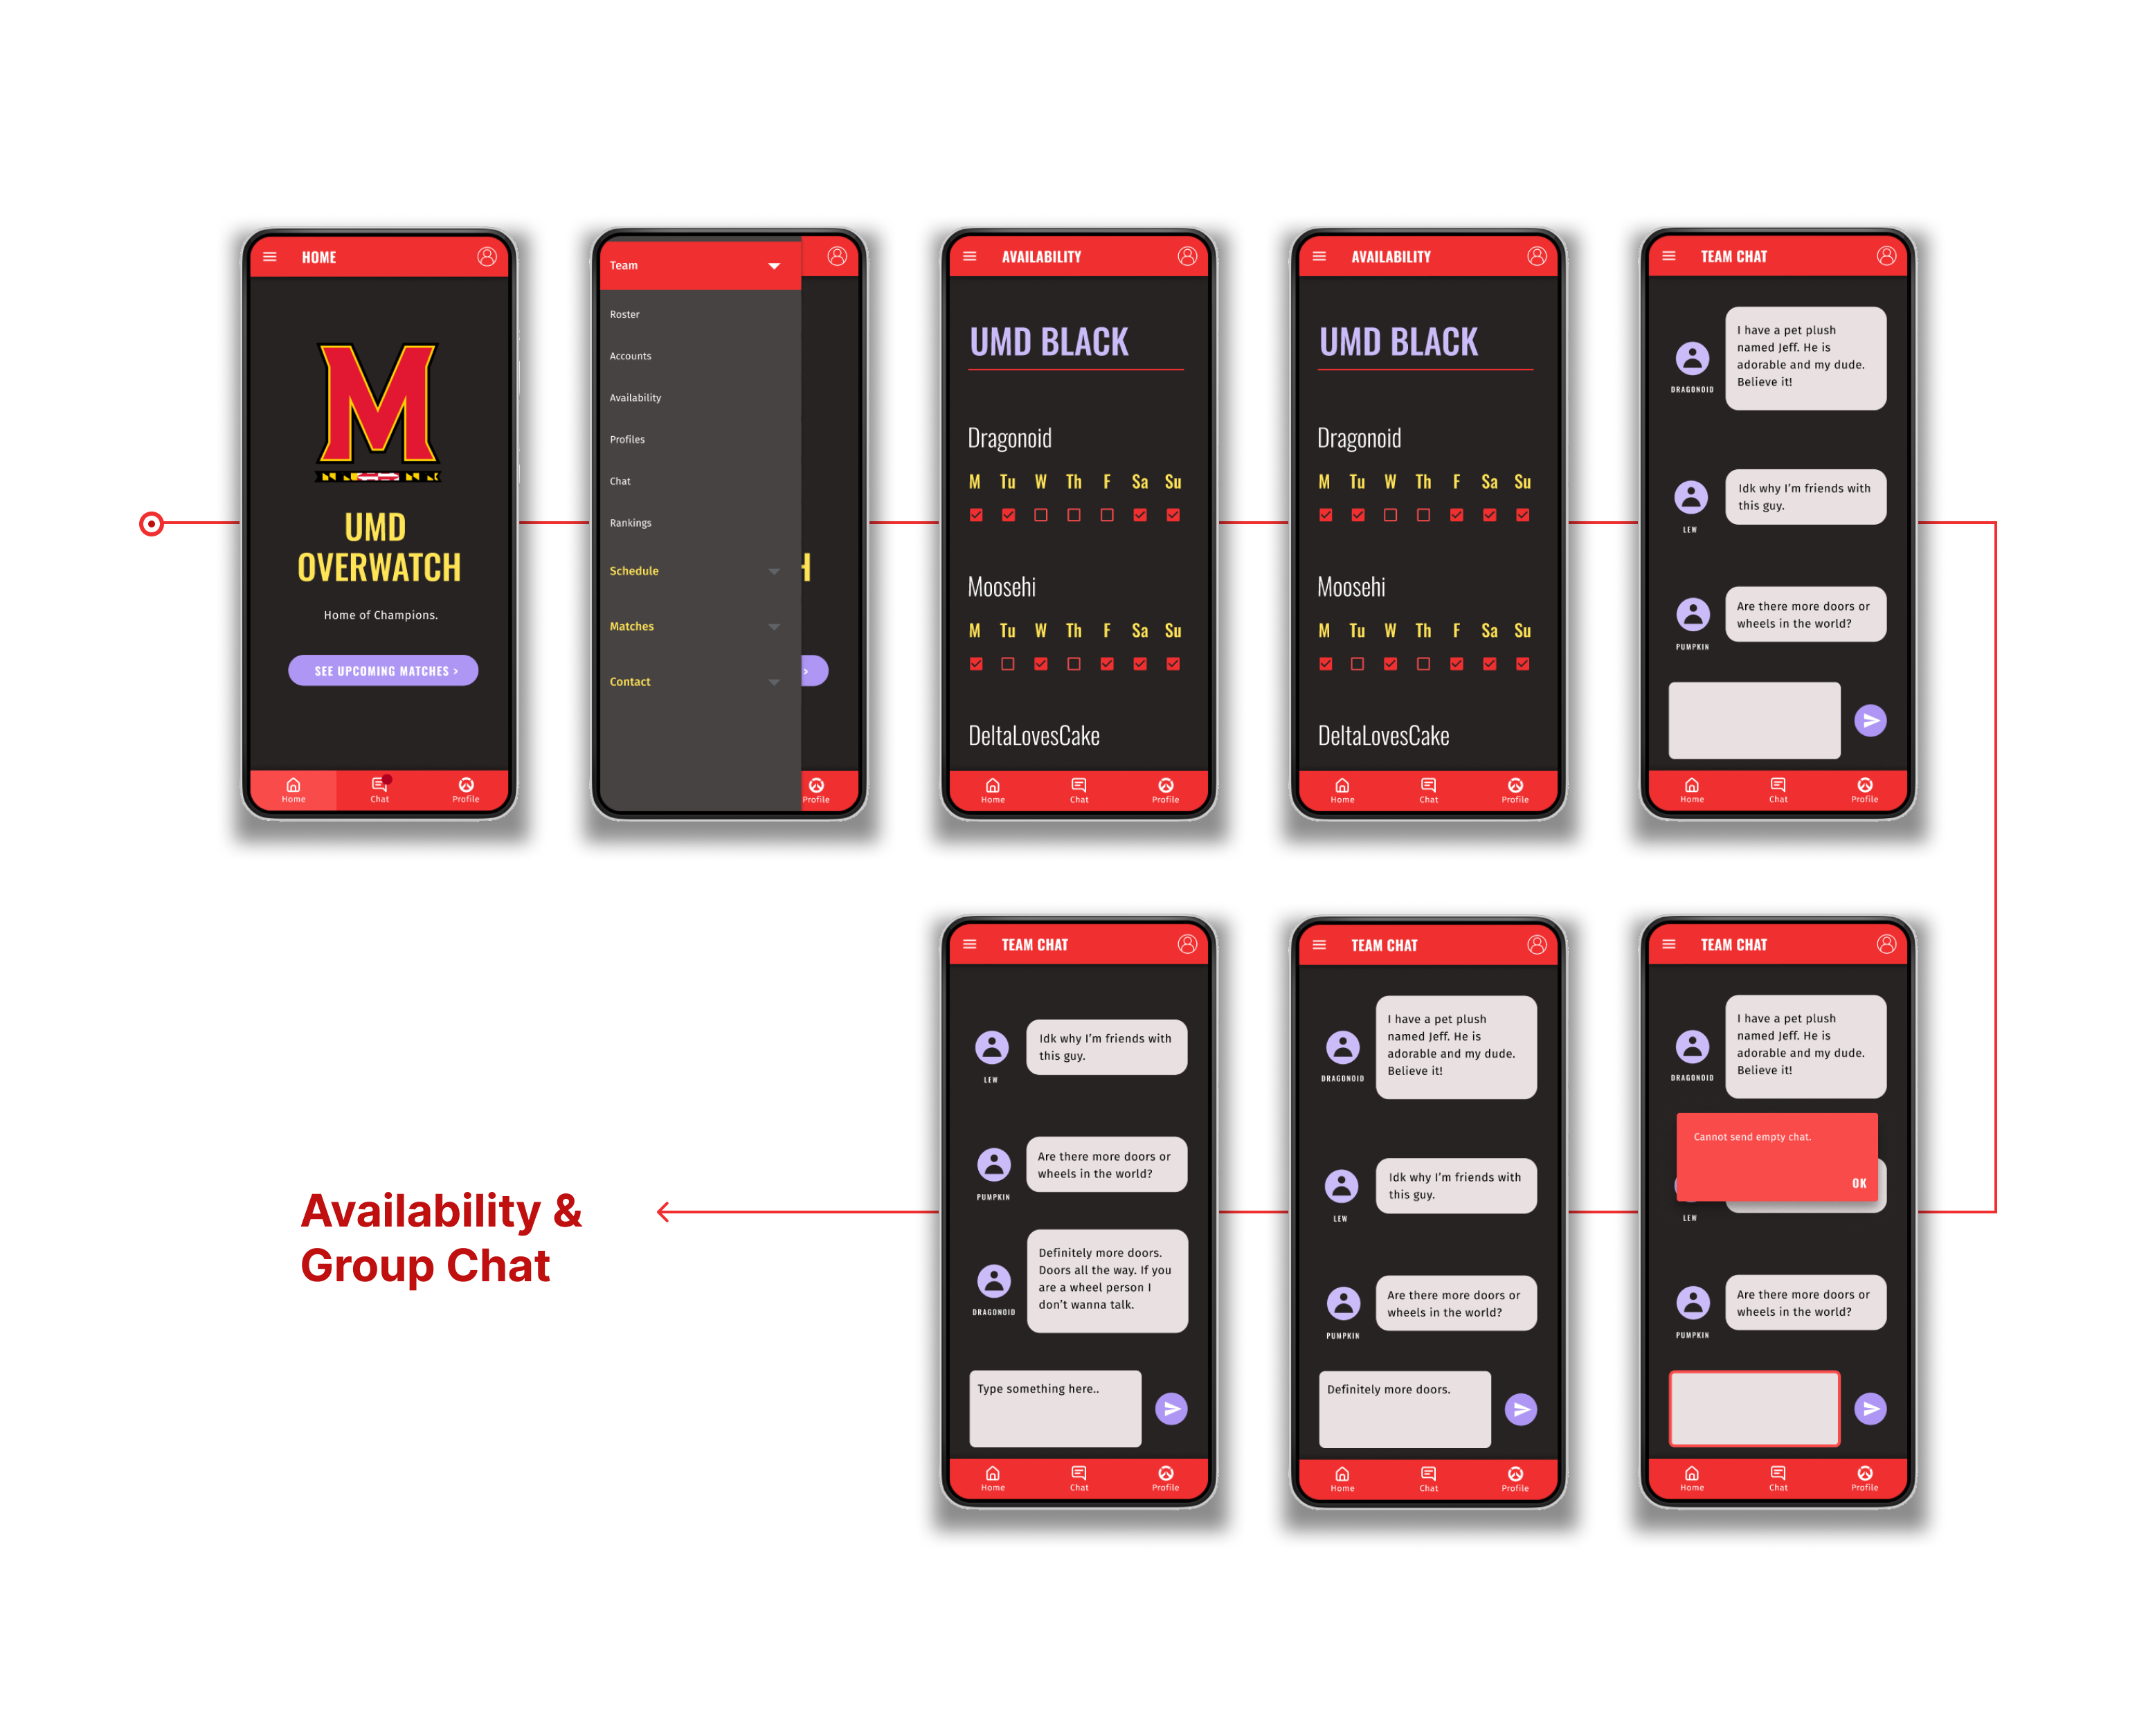 HOME
M
UMD
OVERWATCH
Home of Champions.
SEE UPCOMING MATCHES >
Home Chat Profile
Team
Roster
Accounts
Availability
Profiles
Chat
Rankings
Schedule
Matches
Contact
H
>
Profile
AVAILABILITY
UMD BLACK
Dragonoid
M Tu W Th F Sa Su
Moosehi
M Tu W Th F Sa Su
DeltaLovesCake
Home Chat Profile
AVAILABILITY
UMD BLACK
Dragonoid
M Tu W Th F Sa Su
Moosehi
M Tu W Th F Sa Su
DeltaLovesCake
Home Chat Profile
TEAM CHAT
I have a pet plush
named Jeff. He is
adorable and my dude.
Believe it!
DRAGONOID
Idk why I'm friends with
this guy.
LEW
Are there more doors or
wheels in the world?
PUMPKIN
Home Chat Profile
TEAM CHAT
I have a pet plush
named Jeff. He is
adorable and my dude.
Believe it!
DRAGONOID
Cannot send empty chat.
OK
LEW
Are there more doors or
wheels in the world?
PUMPKIN
Home Chat Profile
TEAM CHAT
I have a pet plush
named Jeff. He is
adorable and my dude.
Believe it!
DRAGONOID
Idk why I'm friends with
this guy.
LEW
Are there more doors or
wheels in the world?
PUMPKIN
Definitely more doors.
Home Chat Profile
TEAM CHAT
Idk why I'm friends with
this guy.
LEW
Are there more doors or
wheels in the world?
PUMPKIN
Definitely more doors.
Doors all the way. If you
are a wheel person I
don't wanna talk.
DRAGONOID
Type something here..
Home Chat Profile
Availability &
Group Chat